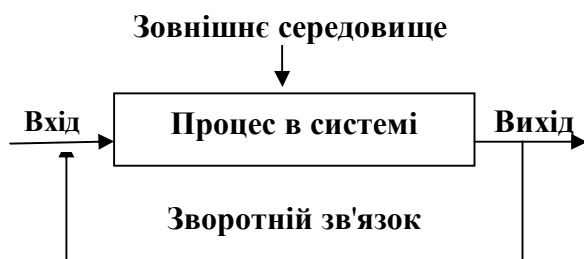 Зовнішнє середовище
Вхід
Процес в системі
Вихід
Зворотній зв'язок